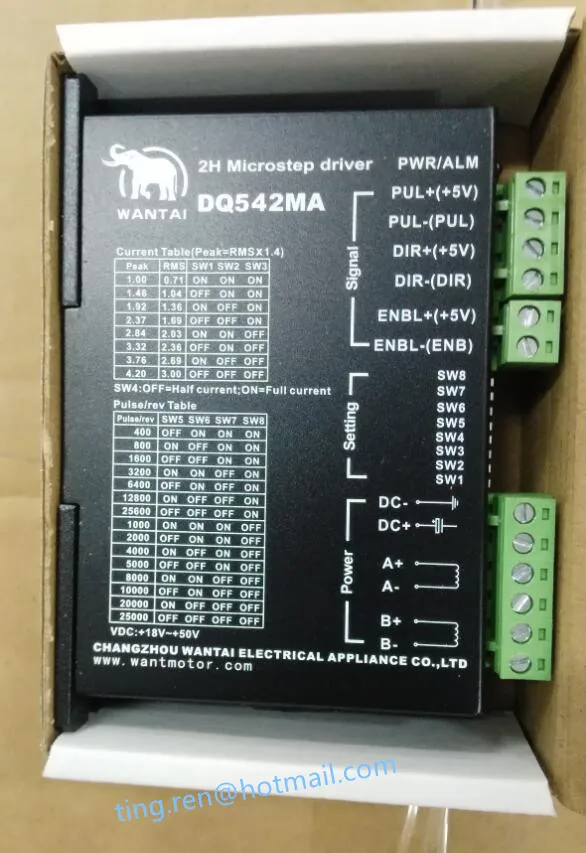 WANTAI
2H Microstep driver
DQ542MA
PWR/ALM
Signal
PUL+(+5V)
PUL-(PUL)
DIR+(+5V)
DIR-(DIR)
ENBL+(+5V)
ENBL-(ENB)
Current Table(Peak=RMSX1.4)
Peak RMS SW1 SW2 SW3
1.00 0.71 ON ON ON
1.46 1.04 OFF ON ON
1.92 1.36 ON OFF ON
2.37 1.69 OFF OFF ON
2.84 2.03 ON ON OFF
3.32 2.36 OFF ON OFF
3.76 2.69 ON OFF OFF
4.20 3.00 OFF OFF OFF
SW4:OFF=Half current;ON=Full current
Pulse/rev Table
Pulse/rev SW5 SW6 SW7 SW8
400 OFF ON ON ON
800 ON OFF ON ON
1600 OFF OFF ON ON
3200 ON ON OFF ON
6400 OFF ON OFF ON
12800 ON OFF OFF ON
25600 OFF OFF OFF ON
1000 ON ON ON OFF
2000 OFF ON ON OFF
4000 ON OFF ON OFF
5000 OFF OFF ON OFF
8000 ON ON OFF OFF
10000 OFF ON OFF OFF
20000 ON OFF OFF OFF
25000 OFF OFF OFF OFF
VDC:+18V~+50V
Setting
SW8
SW7
SW6
SW5
SW4
SW3
SW2
SW1
Power
DC-
DC+
A+
A-
B+
B-
CHANGZHOU WANTAI ELECTRICAL APPLIANCE CO.,LTD
www.wantmotor.com
ting.ren@hotmail.com